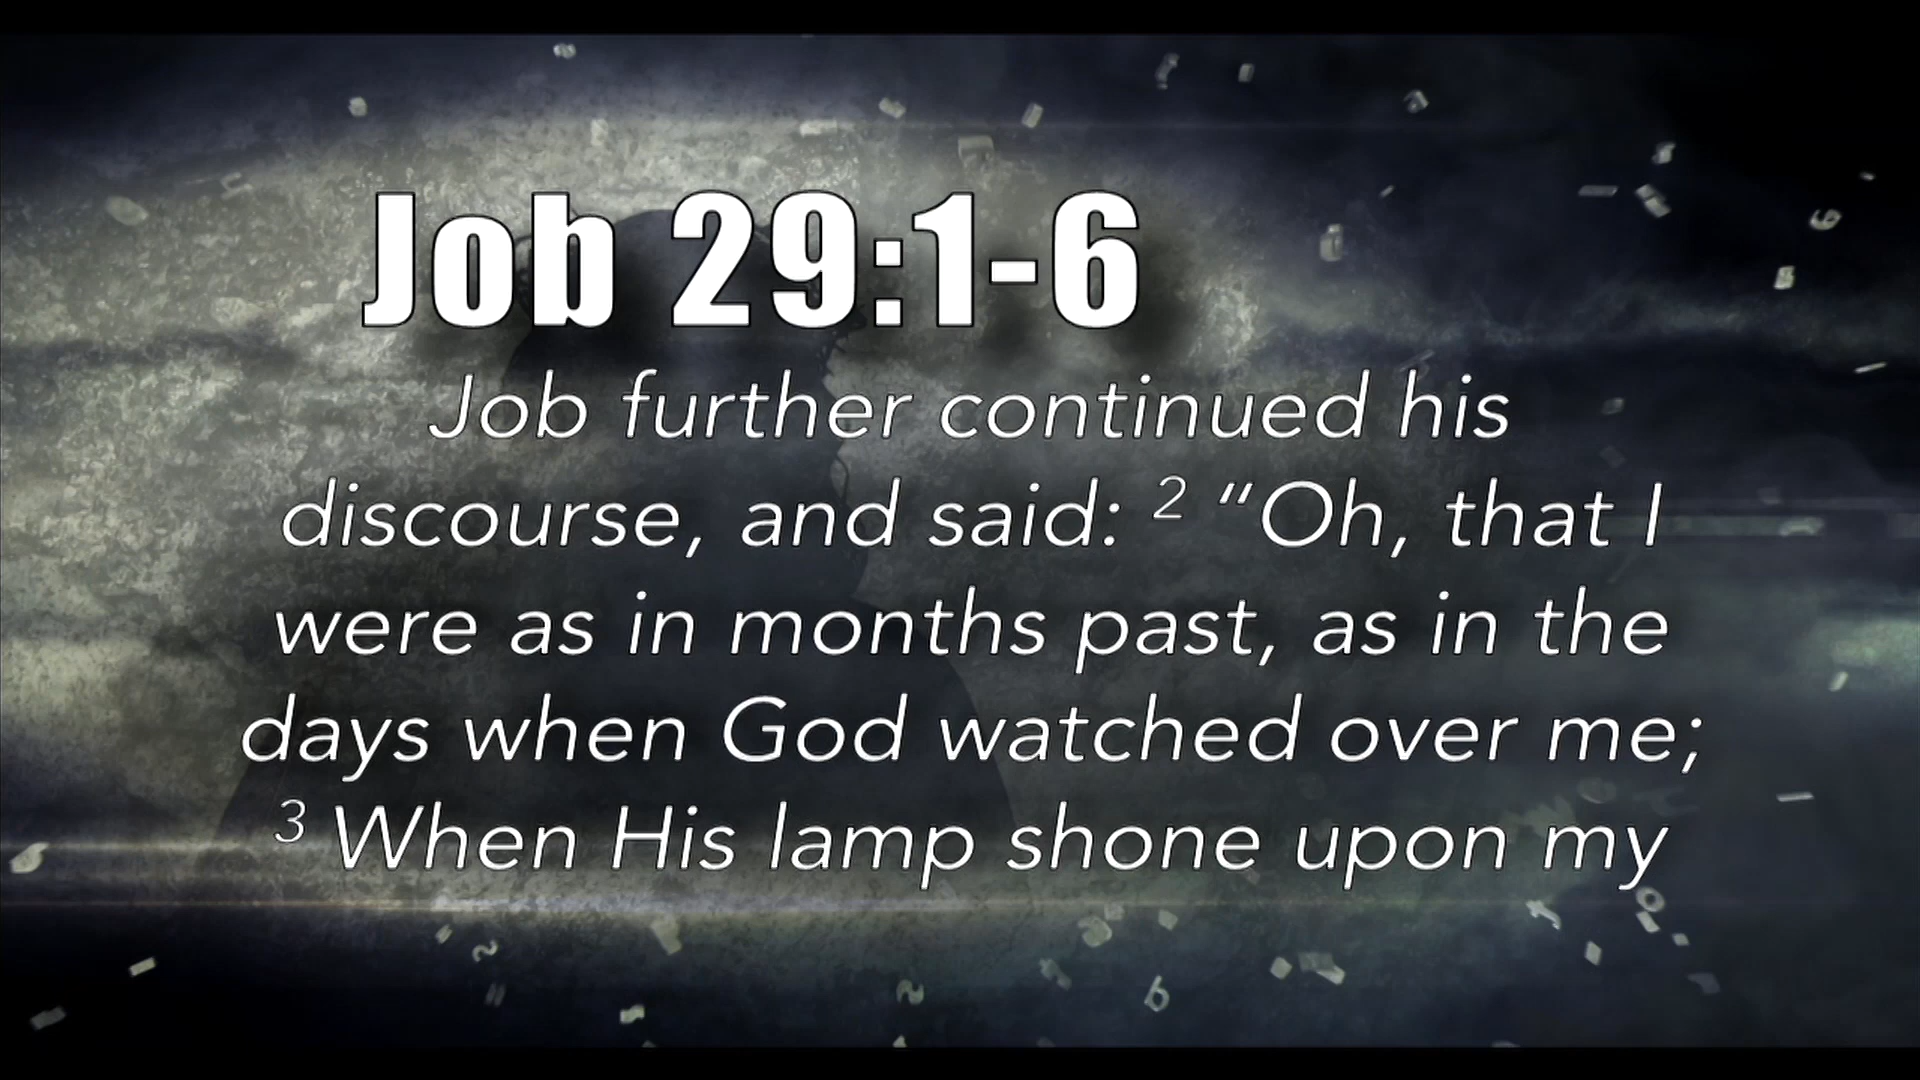 Job 29:1-6
Job further continued his
discourse, and said: ² “Oh, that I
were as in months past, as in the
days when God watched over me;
³ When His lamp shone upon my